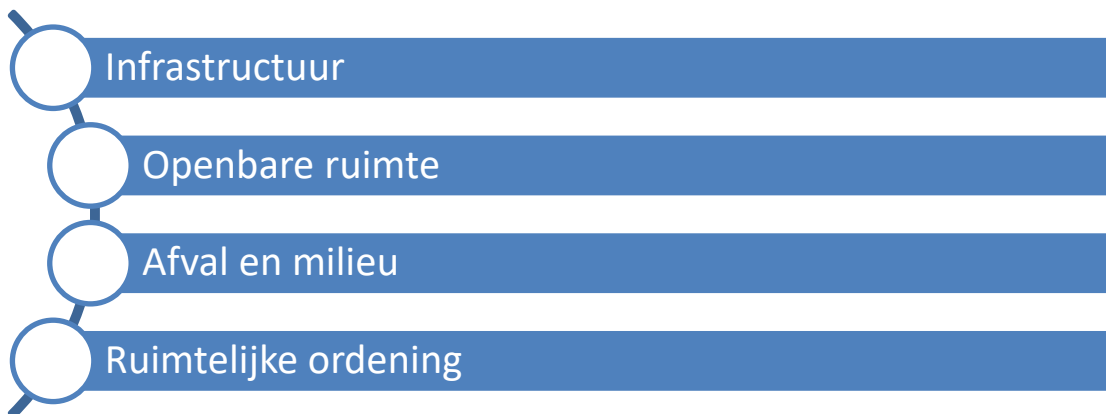 Infrastructuur
Openbare ruimte
Afval en milieu
Ruimtelijke ordening